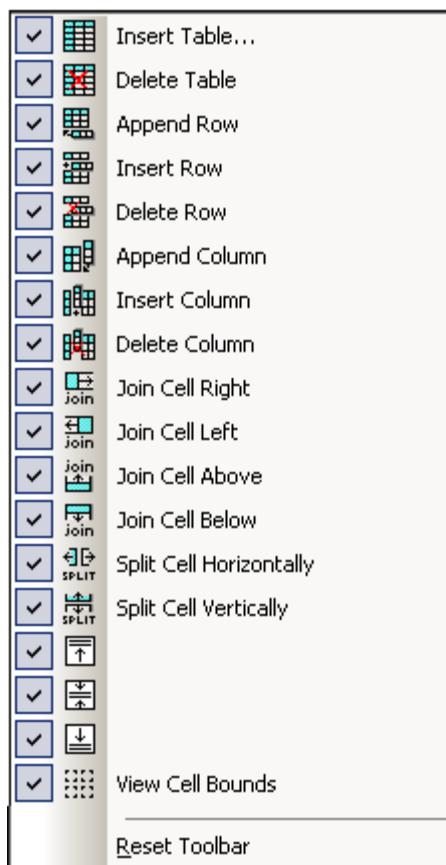 Insert Table...
Delete Table
Append Row
Insert Row
Delete Row
Append Column
Insert Column
Delete Column
join Join Cell Right
join Join Cell Left
join Join Cell Above
join Join Cell Below
SPLIT Split Cell Horizontally
SPLIT Split Cell Vertically
View Cell Bounds
Reset Toolbar